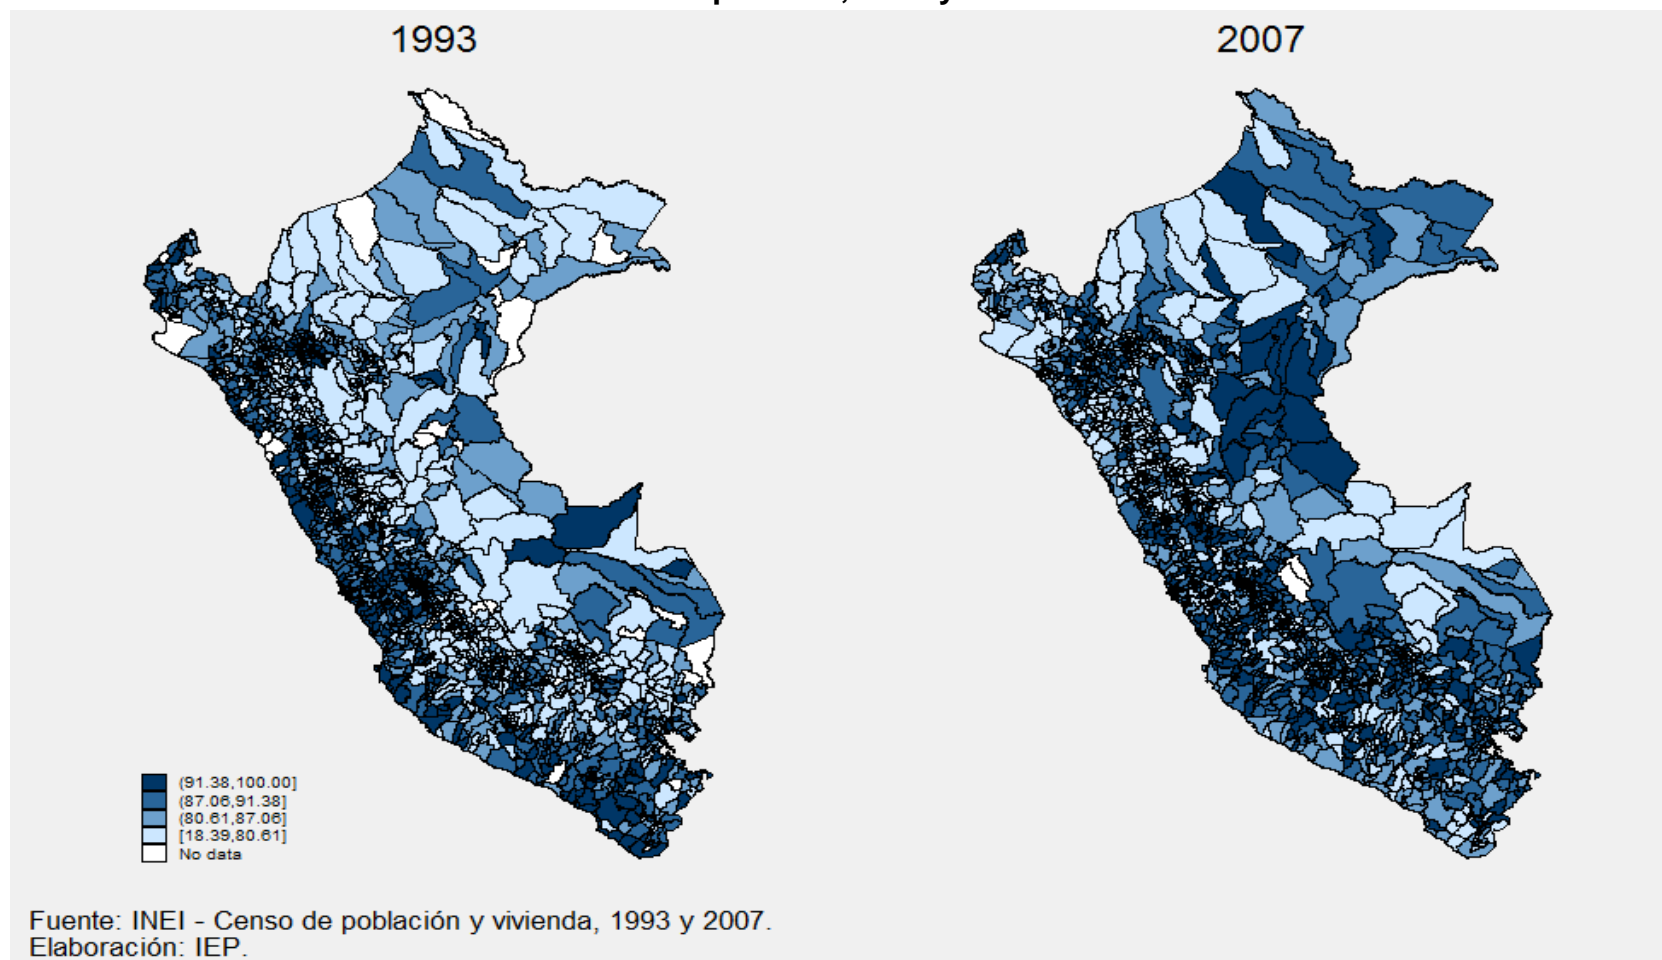 1993
2007
(91.38,100.00]
(87.06,91.38]
(80.61,87.06]
[18.39,80.61]
No data
Fuente: INEI - Censo de población y vivienda, 1993 y 2007.
Elaboración: IEP.